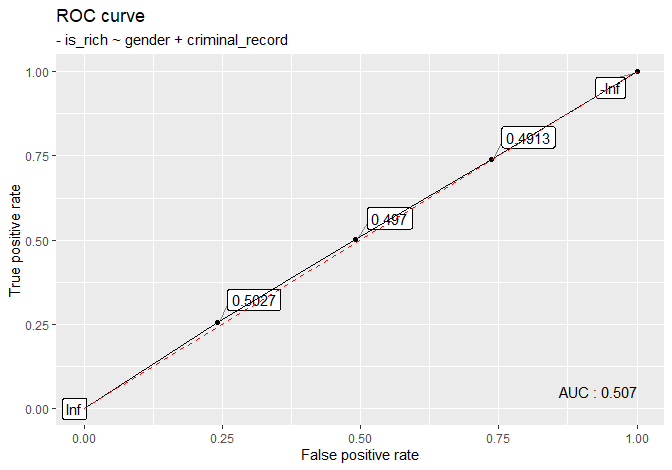 ROC curve
- is_rich ~ gender + criminal_record
1.00
-Inf
0.4913
0.75
0.497
0.50
0.5027
0.25
AUC : 0.507
0.00
Inf
True positive rate
0.00 0.25 0.50 0.75 1.00
False positive rate